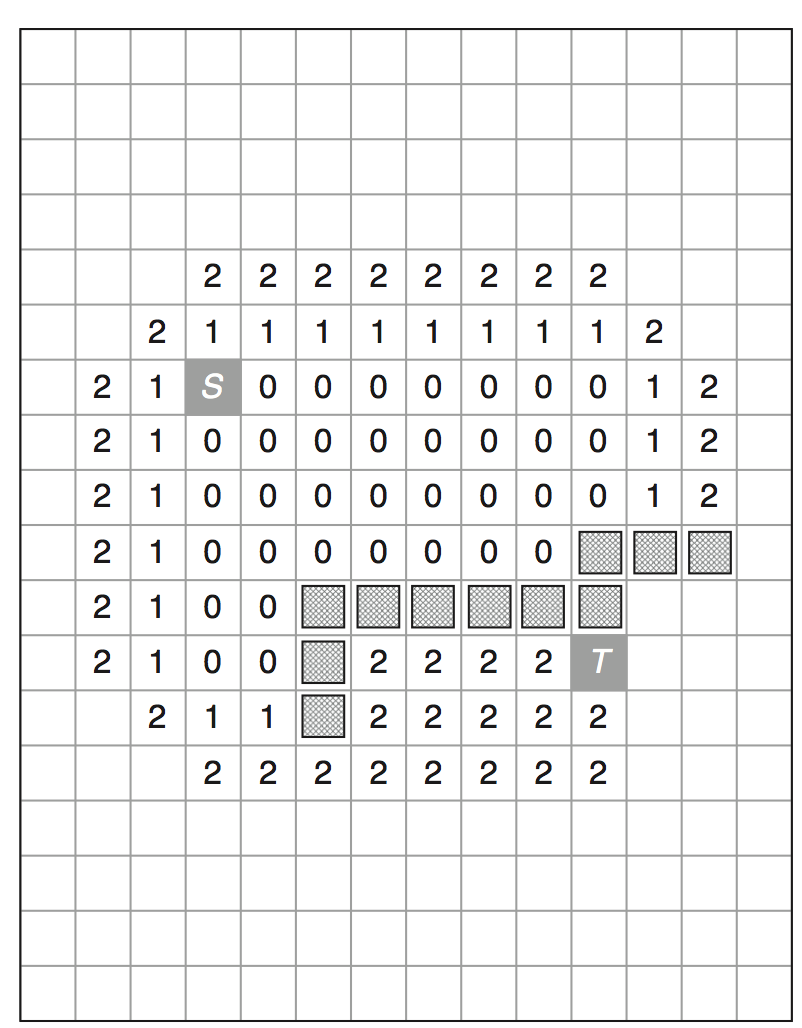 2 2 2 2 2 2 2 2
2 1 1 1 1 1 1 1 1 2
2 1 S 0 0 0 0 0 0 0 1 2
2 1 0 0 0 0 0 0 0 0 1 2
2 1 0 0 0 0 0 0 0 0 1 2
2 1 0 0 0 0 0 0 0
2 1 0 0
2 1 0 0 2 2 2 2 T
2 1 1 2 2 2 2 2
2 2 2 2 2 2 2 2